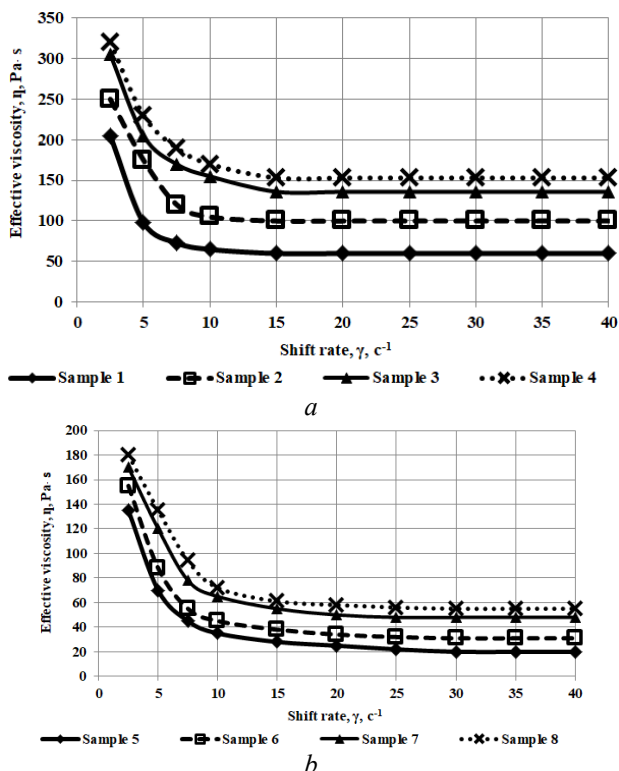 Effective viscosity, η, Pa· s
350
300
250
200
150
100
50
0
0 5 10 15 20 25 30 35 40
Shift rate, γ, c-1
Sample 1 Sample 2 Sample 3 Sample 4
a
Effective viscosity, η, Pa· s
200
180
160
140
120
100
80
60
40
20
0
0 5 10 15 20 25 30 35 40
Shift rate, γ, c-1
Sample 5 Sample 6 Sample 7 Sample 8
b